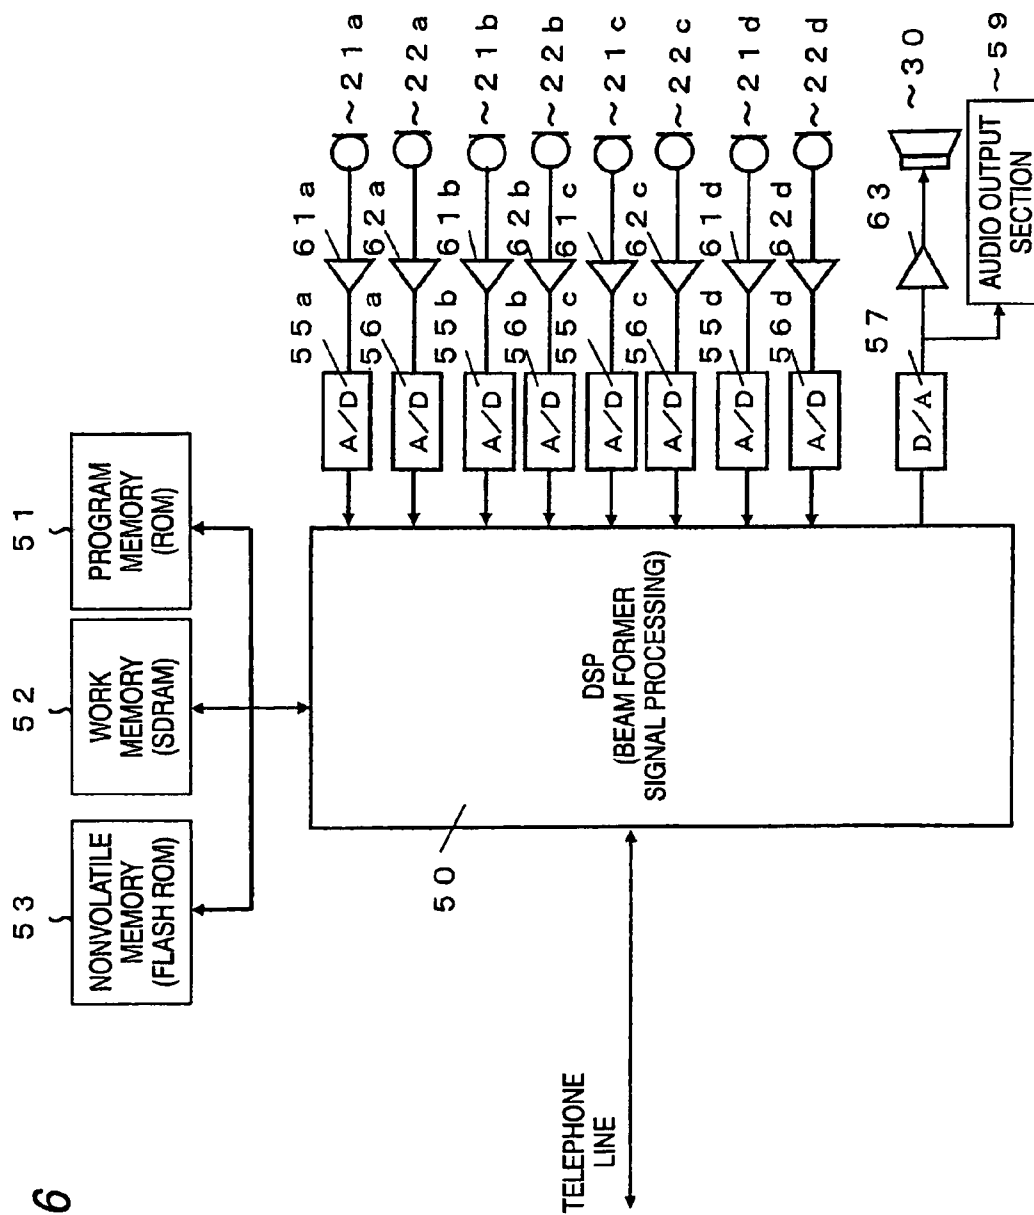 6
53
NONVOLATILE
MEMORY
(FLASH ROM)
52
WORK
MEMORY
(SDRAM)
51
PROGRAM
MEMORY
(ROM)
TELEPHONE
LINE
50
DSP
(BEAM FORMER
SIGNAL PROCESSING)
A/D 55a 61a ~21a
A/D 56a 62a ~22a
A/D 55b 61b ~21b
A/D 56b 62b ~22b
A/D 55c 61c ~21c
A/D 56c 62c ~22c
A/D 55d 61d ~21d
A/D 56d 62d ~22d
D/A 57 63 ~30
AUDIO OUTPUT
SECTION
~59